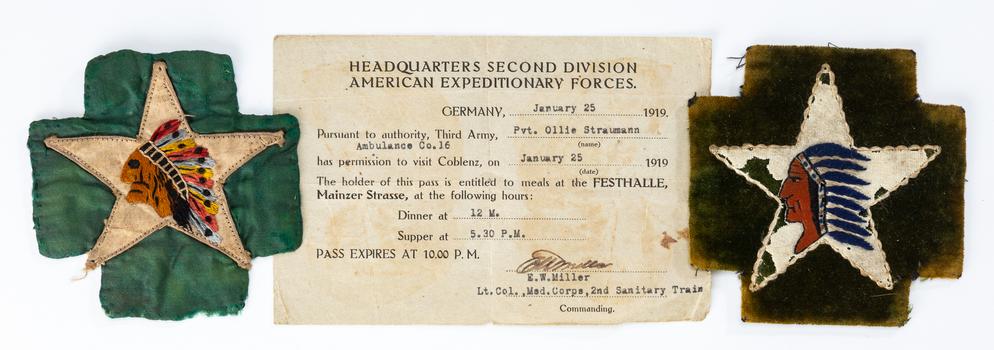 HEADQUARTERS SECOND DIVISION
AMERICAN EXPEDITIONARY FORCES.
GERMANY, January 25 1919.
Pursuant to authority, Third Army, Pvt. Ollie Straumann
Ambulance Co.16 (name)
has permission to visit Coblenz, on January 25 1919
(date)
The holder of this pass is entitled to meals at the FESTHALLE,
Mainzer Strasse, at the following hours:
Dinner at 12 M.
Supper at 5.30 P.M.
PASS EXPIRES AT 10.00 P. M.
EW Miller
E.W.Miller
Lt.Col.,Med.Corps,2nd Sanitary Train
Commanding.